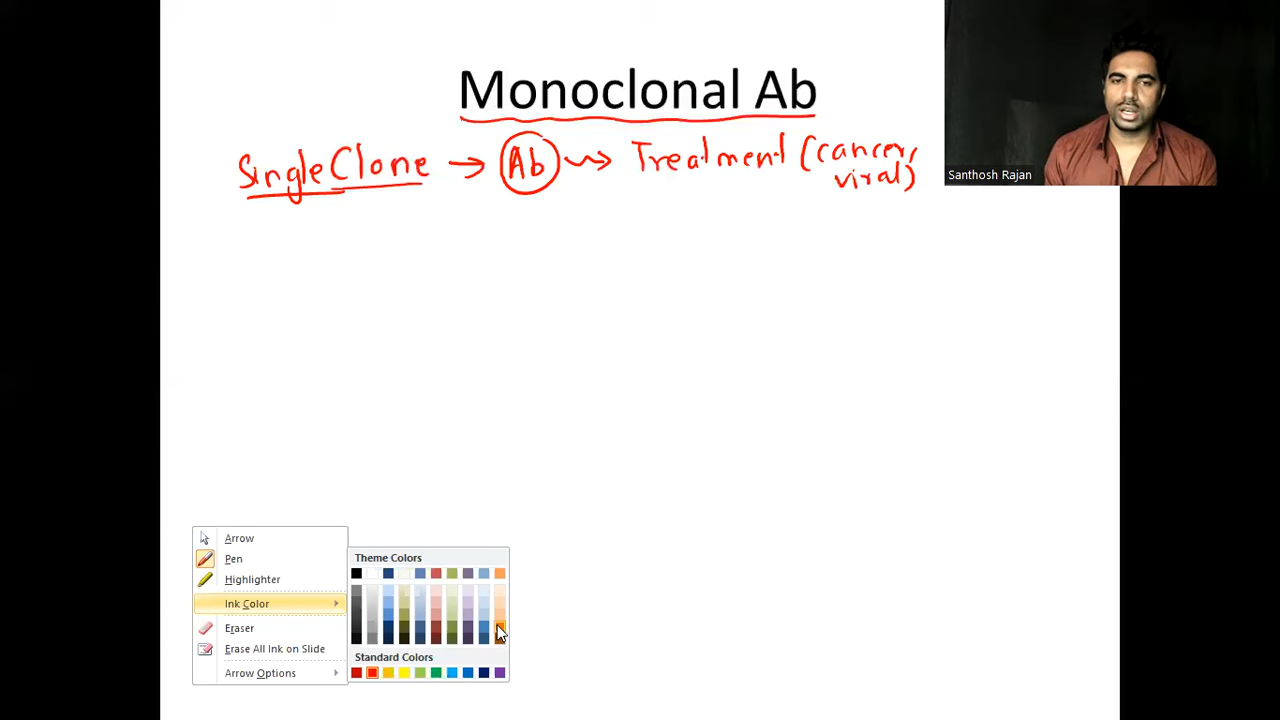 Monoclonal Ab
Single Clone → Ab ⇝ Treatment (cancer,
viral)
Santhosh Rajan
Arrow
Pen
Highlighter
Ink Color
Eraser
Erase All Ink on Slide
Arrow Options
Theme Colors
Standard Colors